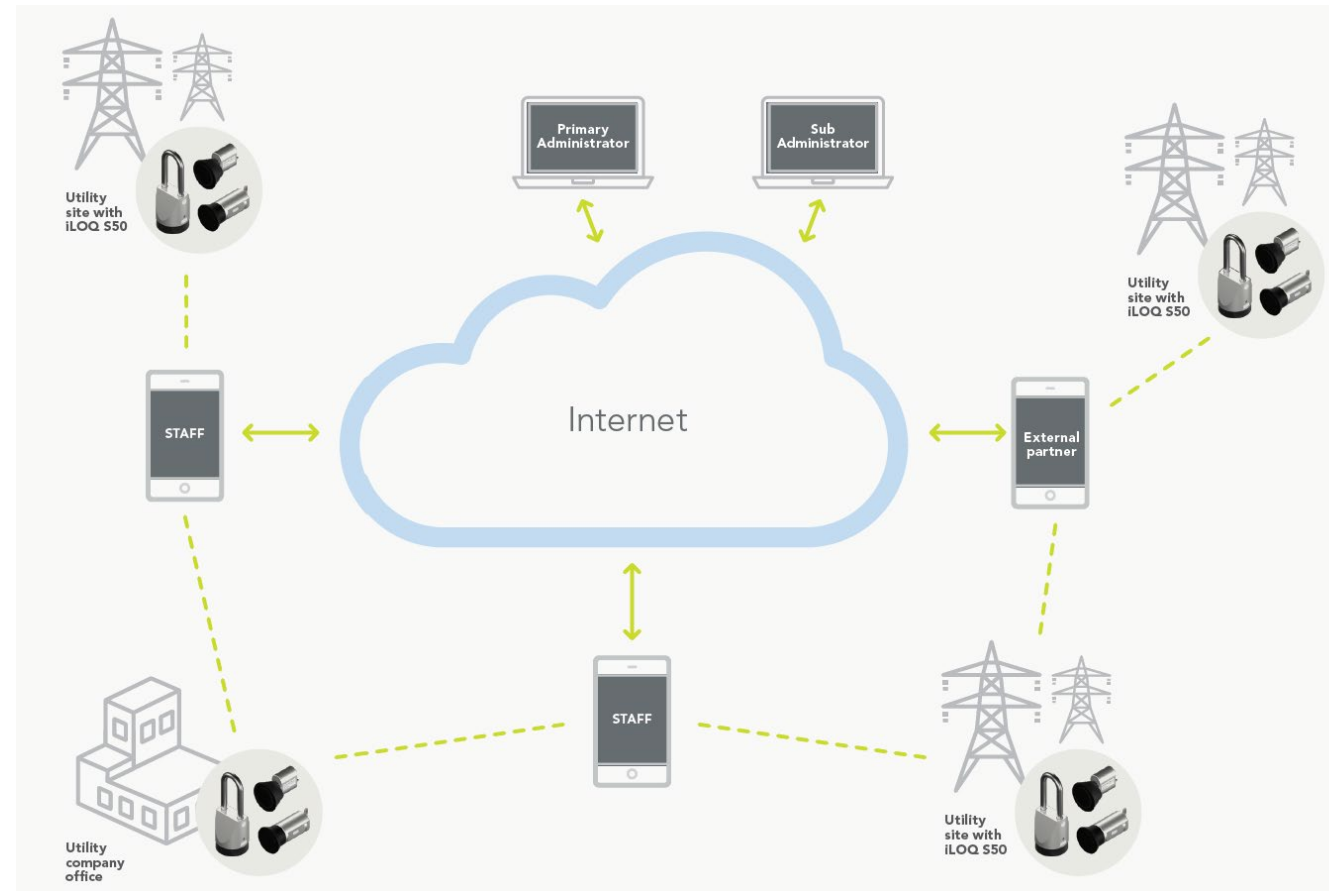 Primary
Administrator
Sub
Administrator
Utility
site with
iLOQ S50
Utility
site with
iLOQ S50
STAFF
Internet
External
partner
STAFF
Utility
company
office
Utility
site with
iLOQ S50